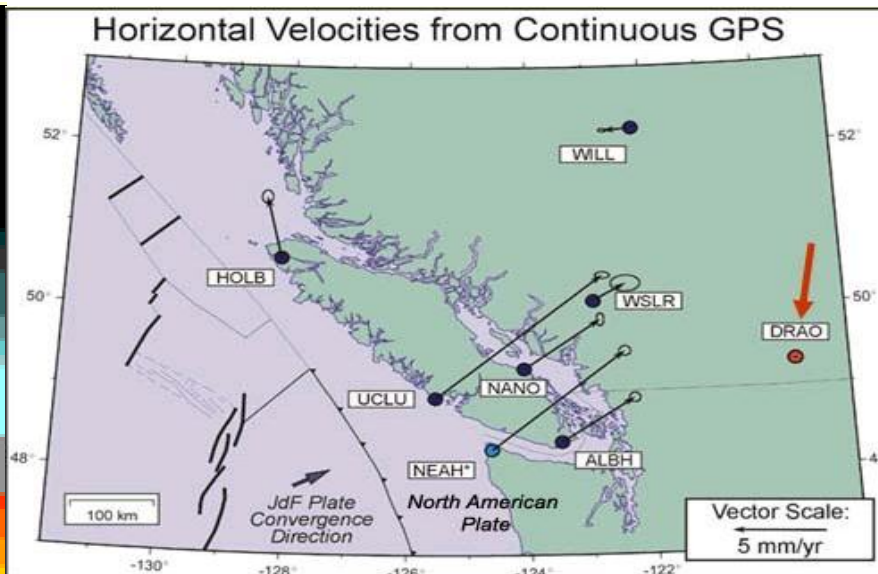 Horizontal Velocities from Continuous GPS
52°
52°
WILL
HOLB
WSLR
50°
50°
DRAO
UCLU
NANO
48°
NEAH*
ALBH
100 km
JdF Plate
Convergence
Direction
North American
Plate
Vector Scale:
5 mm/yr
-130°
-128°
-126°
-124°
-122°